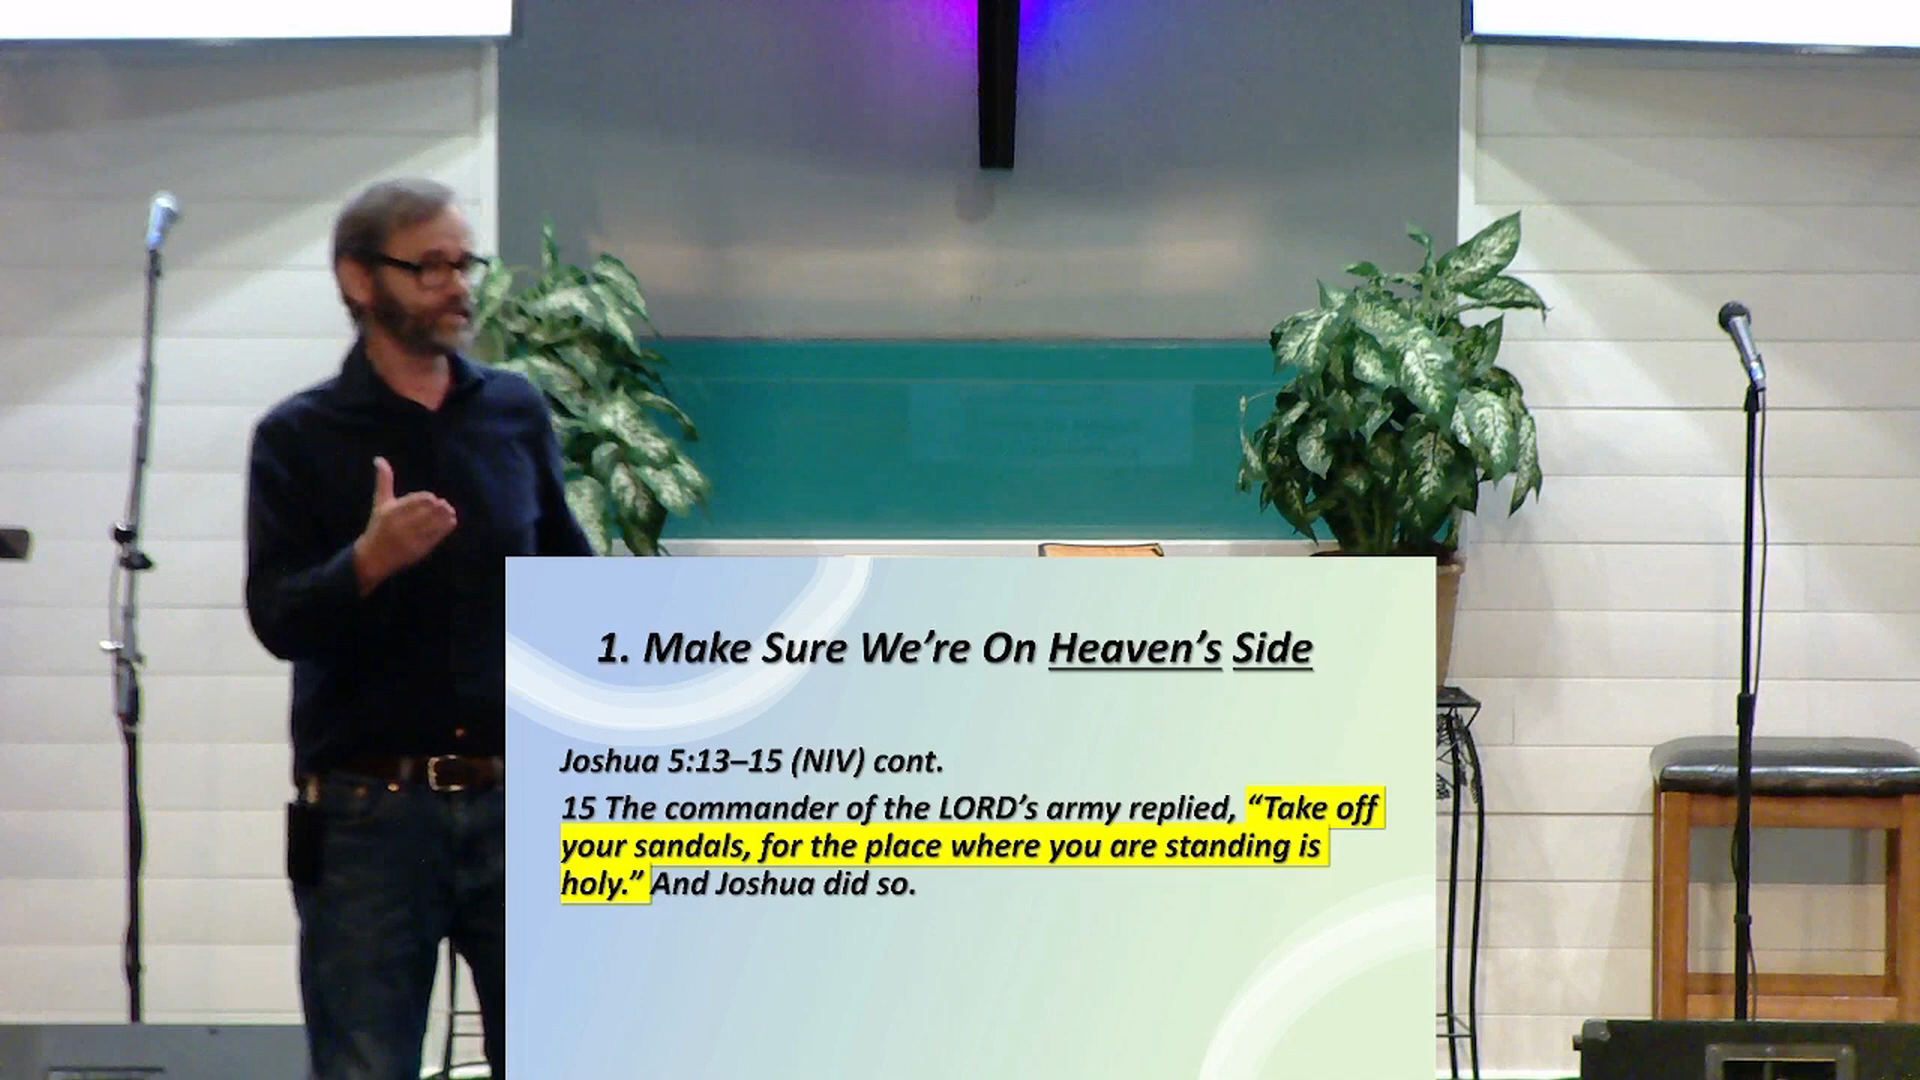 1. Make Sure We’re On Heaven’s Side
Joshua 5:13–15 (NIV) cont.
15 The commander of the LORD’s army replied, “Take off
your sandals, for the place where you are standing is
holy.” And Joshua did so.